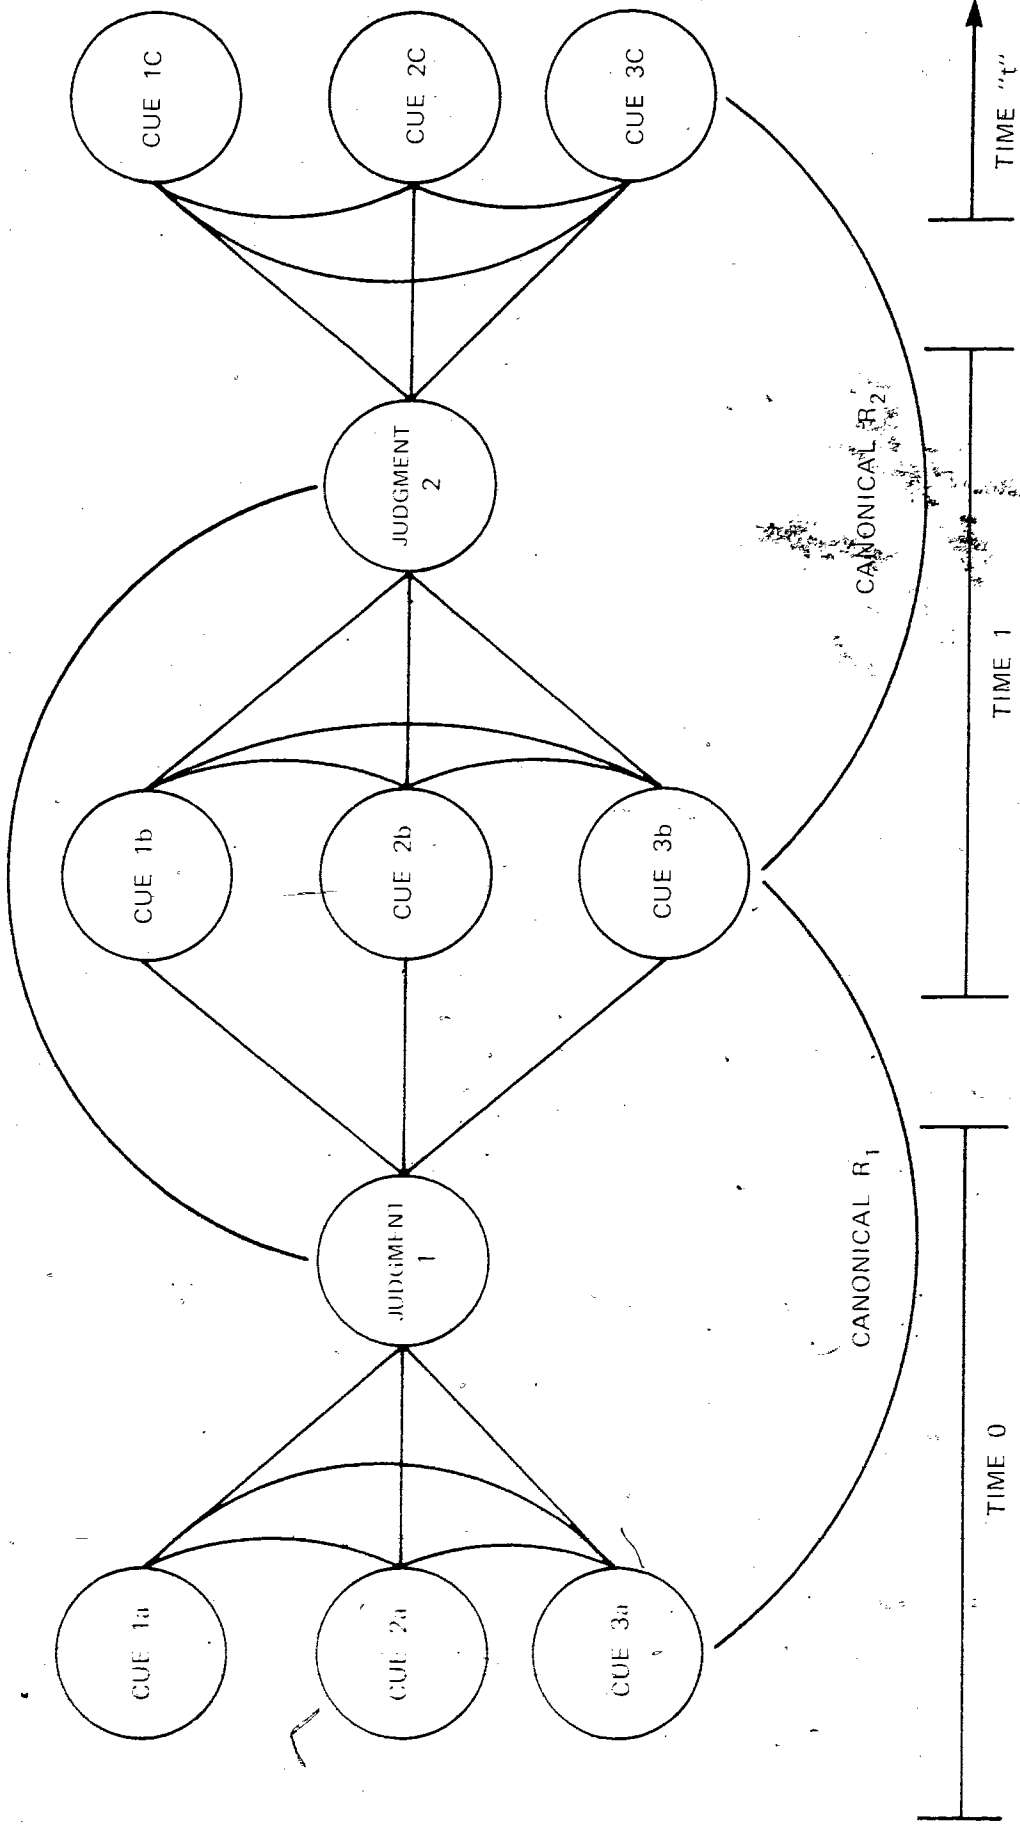 CUE 1a
CUE 2a
CUE 3a
JUDGMENT
1
CUE 1b
CUE 2b
CUE 3b
JUDGMENT
2
CUE 1C
CUE 2C
CUE 3C
CANONICAL R1
CANONICAL R2
TIME 0
TIME 1
TIME "t"